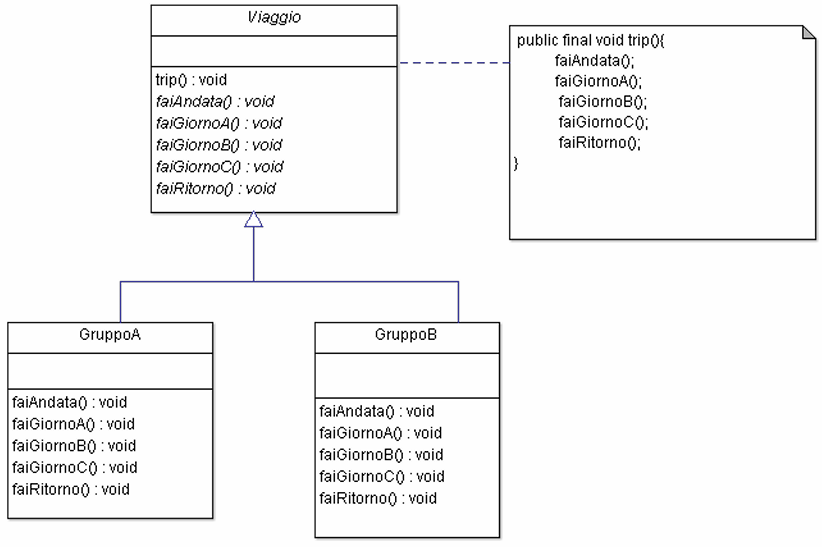 Viaggio
trip() : void
faiAndata() : void
faiGiornoA() : void
faiGiornoB() : void
faiGiornoC() : void
faiRitorno() : void
public final void trip(){
faiAndata();
faiGiornoA();
faiGiornoB();
faiGiornoC();
faiRitorno();
}
GruppoA
faiAndata() : void
faiGiornoA() : void
faiGiornoB() : void
faiGiornoC() : void
faiRitorno() : void
GruppoB
faiAndata() : void
faiGiornoA() : void
faiGiornoB() : void
faiGiornoC() : void
faiRitorno() : void